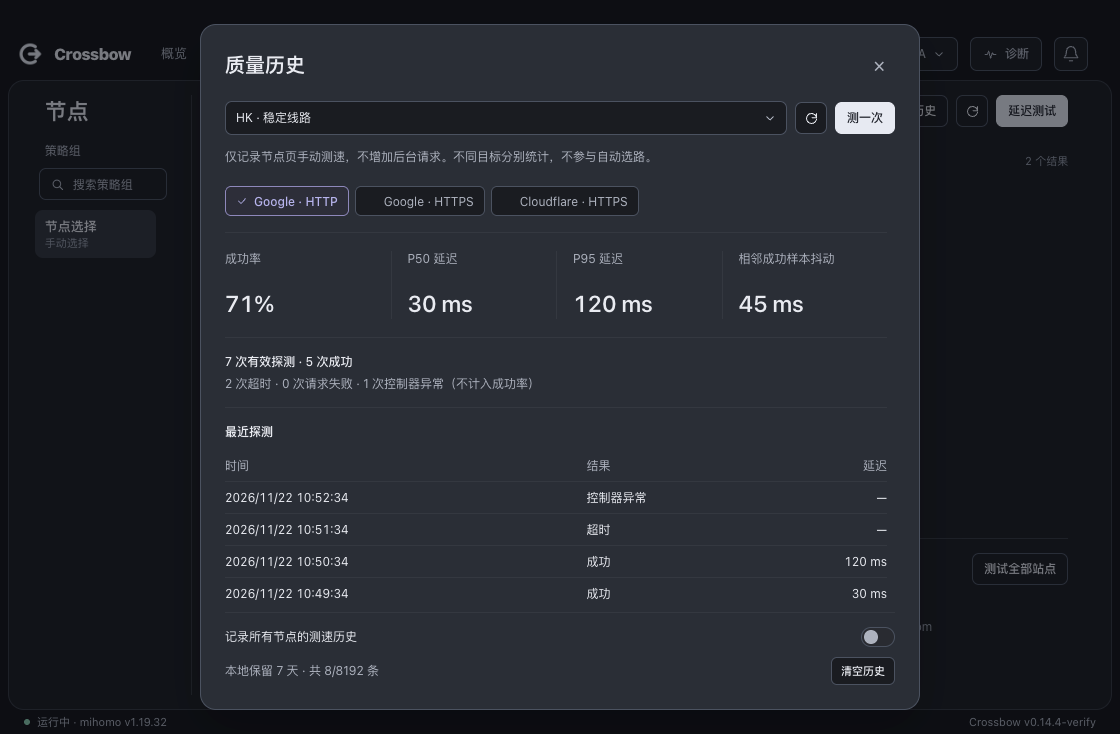 Crossbow
概览
A
诊断
节点
历史
延迟测试
策略组
2 个结果
搜索策略组
节点选择
手动选择
质量历史
HK · 稳定线路
测一次
仅记录节点页手动测速，不增加后台请求。不同目标分别统计，不参与自动选路。
Google · HTTP
Google · HTTPS
Cloudflare · HTTPS
成功率
P50 延迟
P95 延迟
相邻成功样本抖动
71%
30 ms
120 ms
45 ms
7 次有效探测 · 5 次成功
2 次超时 · 0 次请求失败 · 1 次控制器异常（不计入成功率）
最近探测
时间 结果 延迟
2026/11/22 10:52:34 控制器异常 —
2026/11/22 10:51:34 超时 —
2026/11/22 10:50:34 成功 120 ms
2026/11/22 10:49:34 成功 30 ms
记录所有节点的测速历史
本地保留 7 天 · 共 8/8192 条
清空历史
测试全部站点
运行中 · mihomo v1.19.32
Crossbow v0.14.4-verify